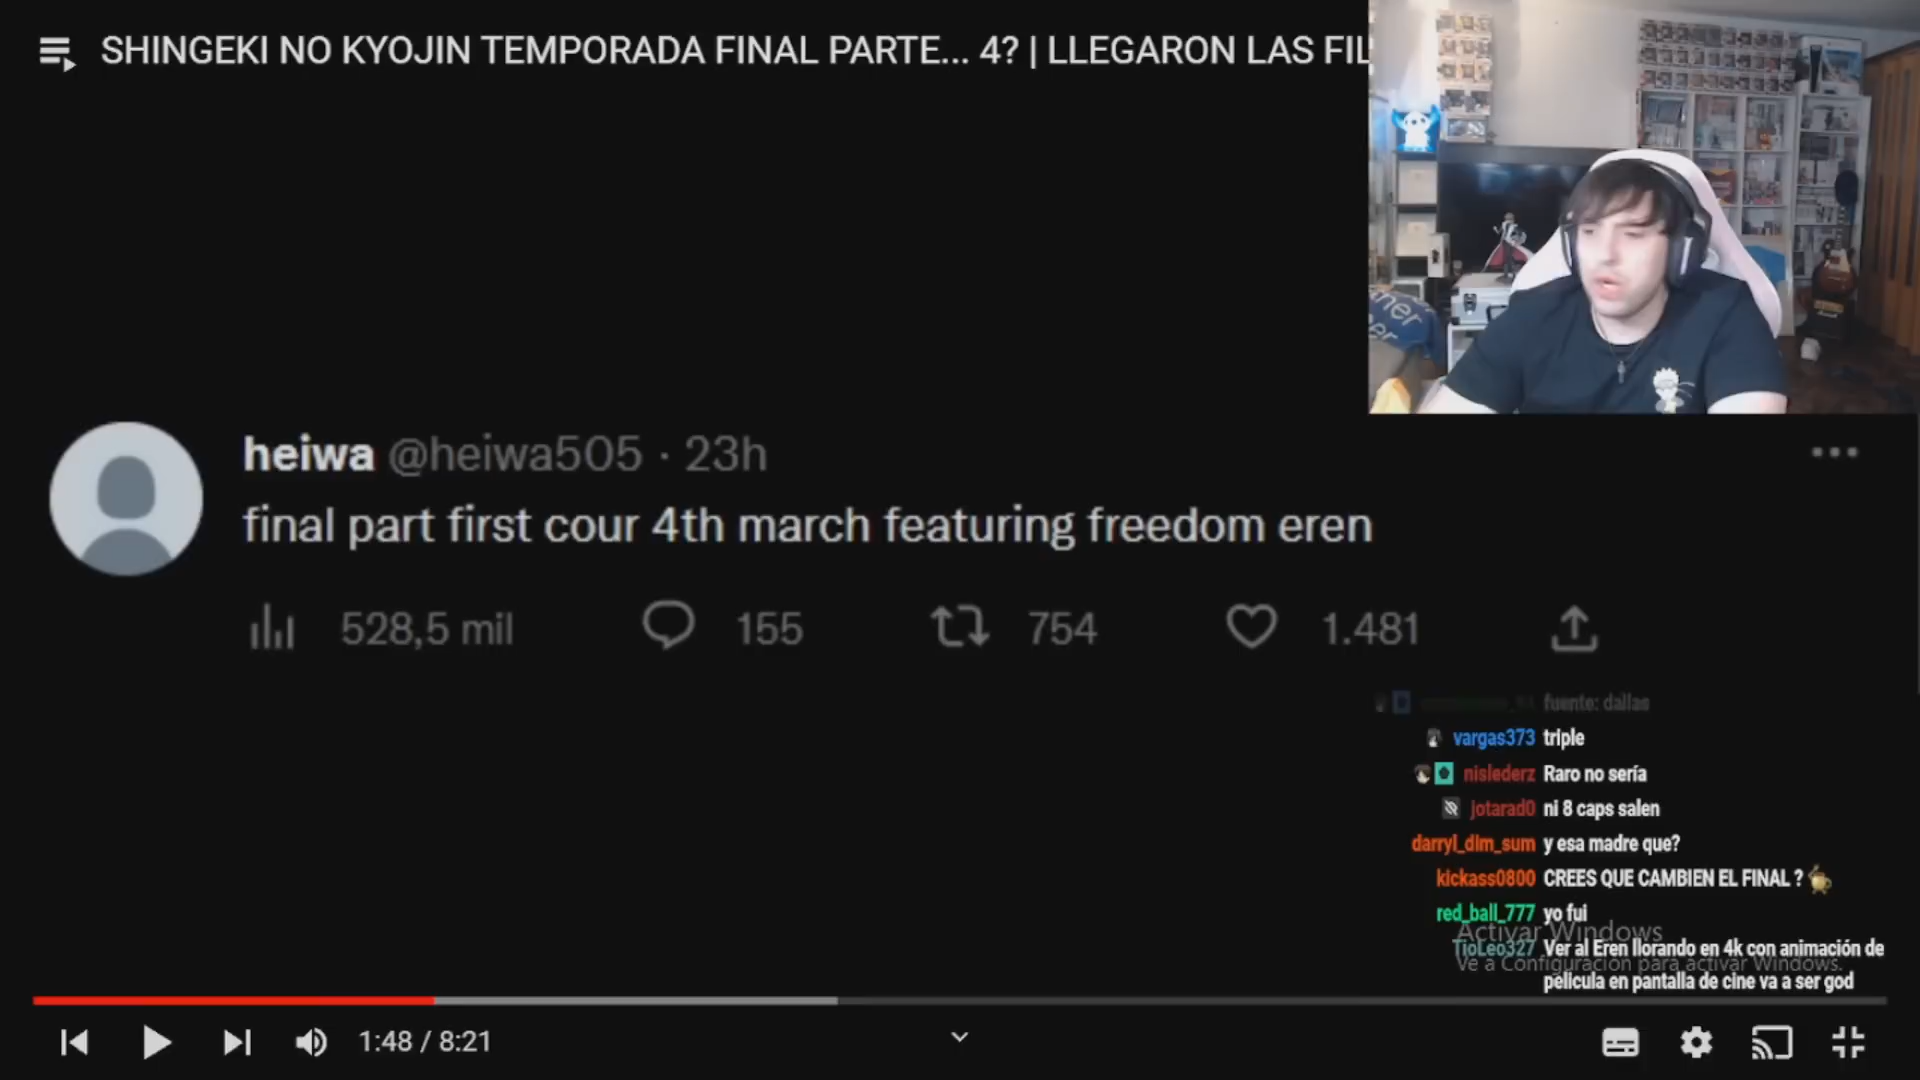 SHINGEKI NO KYOJIN TEMPORADA FINAL PARTE... 4? | LLEGARON LAS FIL
heiwa @heiwa505 · 23h
final part first cour 4th march featuring freedom eren
528,5 mil 155 754 1.481
fuente: dallas
vargas373 triple
nislederz Raro no sería
jotarad0 ni 8 caps salen
darryl_dlm_sum y esa madre que?
kickass0800 CREES QUE CAMBIEN EL FINAL ?
red_ball_777 yo fui
Activar Windows
TioLeo327 Ver al Eren llorando en 4k con animación de
Ve a Configuración para activar Windows.
película en pantalla de cine va a ser god
1:48 / 8:21